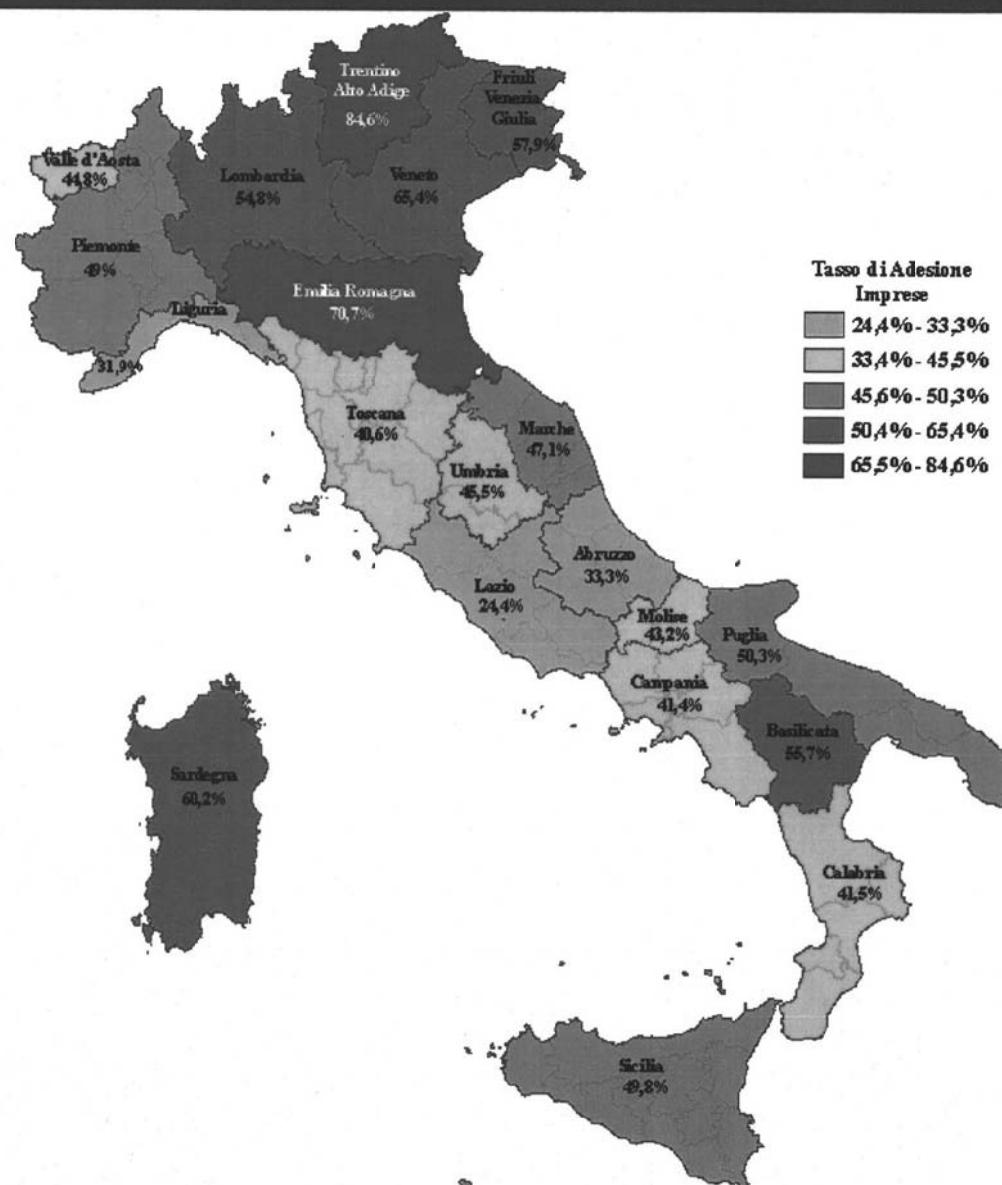 Trentino
Alto Adige
84,6%
Friuli
Venezia
Giulia
57,9%
Valle d'Aosta
44,8%
Lombardia
54,8%
Veneto
65,4%
Piemonte
49%
Emilia Romagna
70,7%
Liguria
31,9%
Tasso di Adesione
Imprese
24,4% - 33,3%
33,4% - 45,5%
45,6% - 50,3%
50,4% - 65,4%
65,5% - 84,6%
Toscana
40,6%
Marche
47,1%
Umbria
45,5%
Abruzzo
33,3%
Lazio
24,4%
Molise
43,2%
Puglia
50,3%
Campania
41,4%
Basilicata
55,7%
Sardegna
60,2%
Calabria
41,5%
Sicilia
49,8%